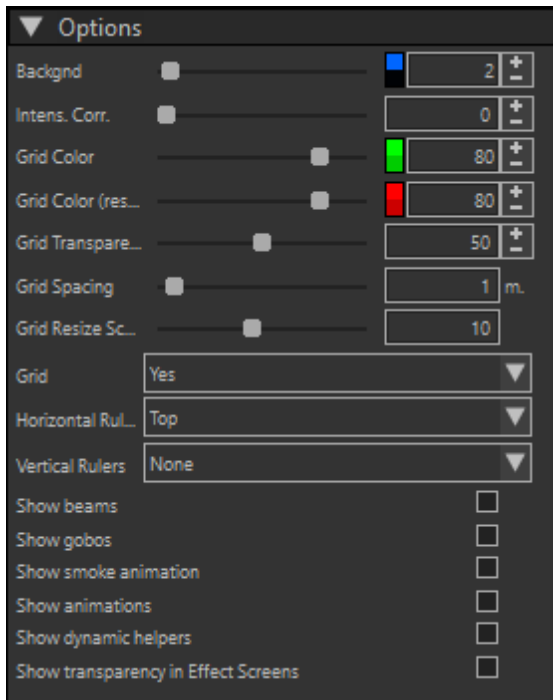 Options
Backgnd 2
Intens. Corr. 0
Grid Color 80
Grid Color (res... 80
Grid Transpare... 50
Grid Spacing 1 m.
Grid Resize Sc... 10
Grid Yes
Horizontal Rul... Top
Vertical Rulers None
Show beams
Show gobos
Show smoke animation
Show animations
Show dynamic helpers
Show transparency in Effect Screens